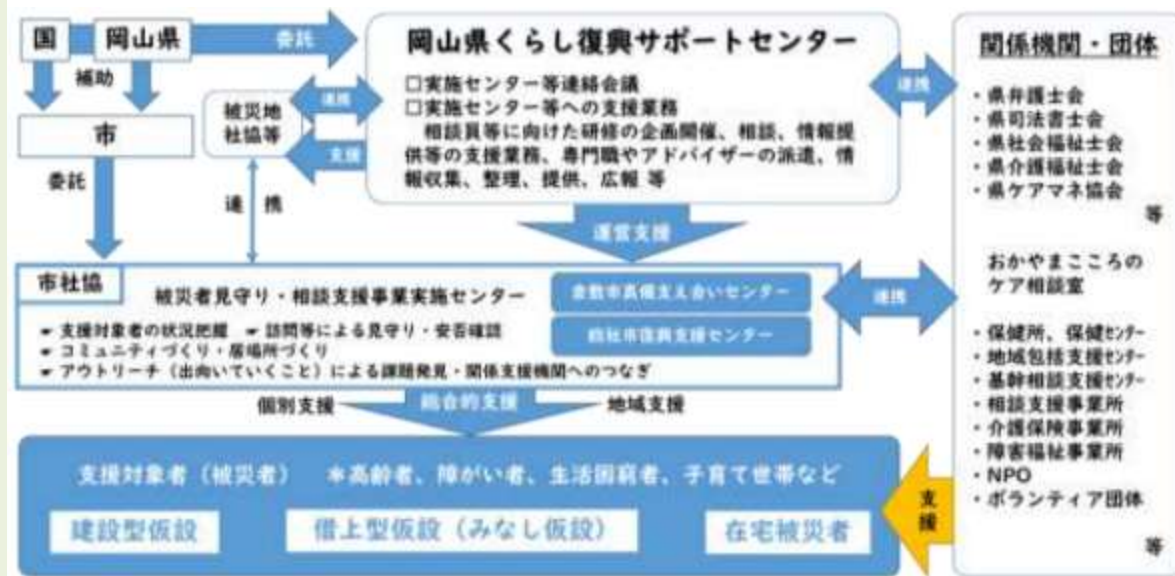 国
岡山県
委託
補助
市
委託
被災地
社協等
連携
支援
連　携
岡山県くらし復興サポートセンター
□実施センター等連絡会議
□実施センター等への支援業務
相談員等に向けた研修の企画開催、相談、情報提
供等の支援業務、専門職やアドバイザーの派遣、情
報収集、整理、提供、広報 等
運営支援
連携
市社協
被災者見守り・相談支援事業実施センター
倉敷市真備支え合いセンター
総社市復興支援センター
☛ 支援対象者の状況把握　☛ 訪問等による見守り・安否確認
☛ コミュニティづくり・居場所づくり
☛ アウトリーチ（出向いていくこと）による課題発見・関係支援機関へのつなぎ
連携
個別支援
総合的支援
地域支援
支援対象者（被災者）　＊高齢者、障がい者、生活困窮者、子育て世帯など
建設型仮設
借上型仮設（みなし仮設）
在宅被災者
支援
関係機関・団体
・県弁護士会
・県司法書士会
・県社会福祉士会
・県介護福祉士会
・県ケアマネ協会
等
おかやまこころの
ケア相談室
・保健所、保健センター
・地域包括支援センター
・基幹相談支援センター
・相談支援事業所
・介護保険事業所
・障害福祉事業所
・NPO
・ボランティア団体
等